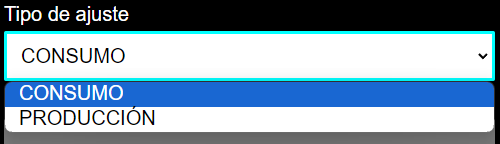 Tipo de ajuste
CONSUMO
CONSUMO
PRODUCCIÓN